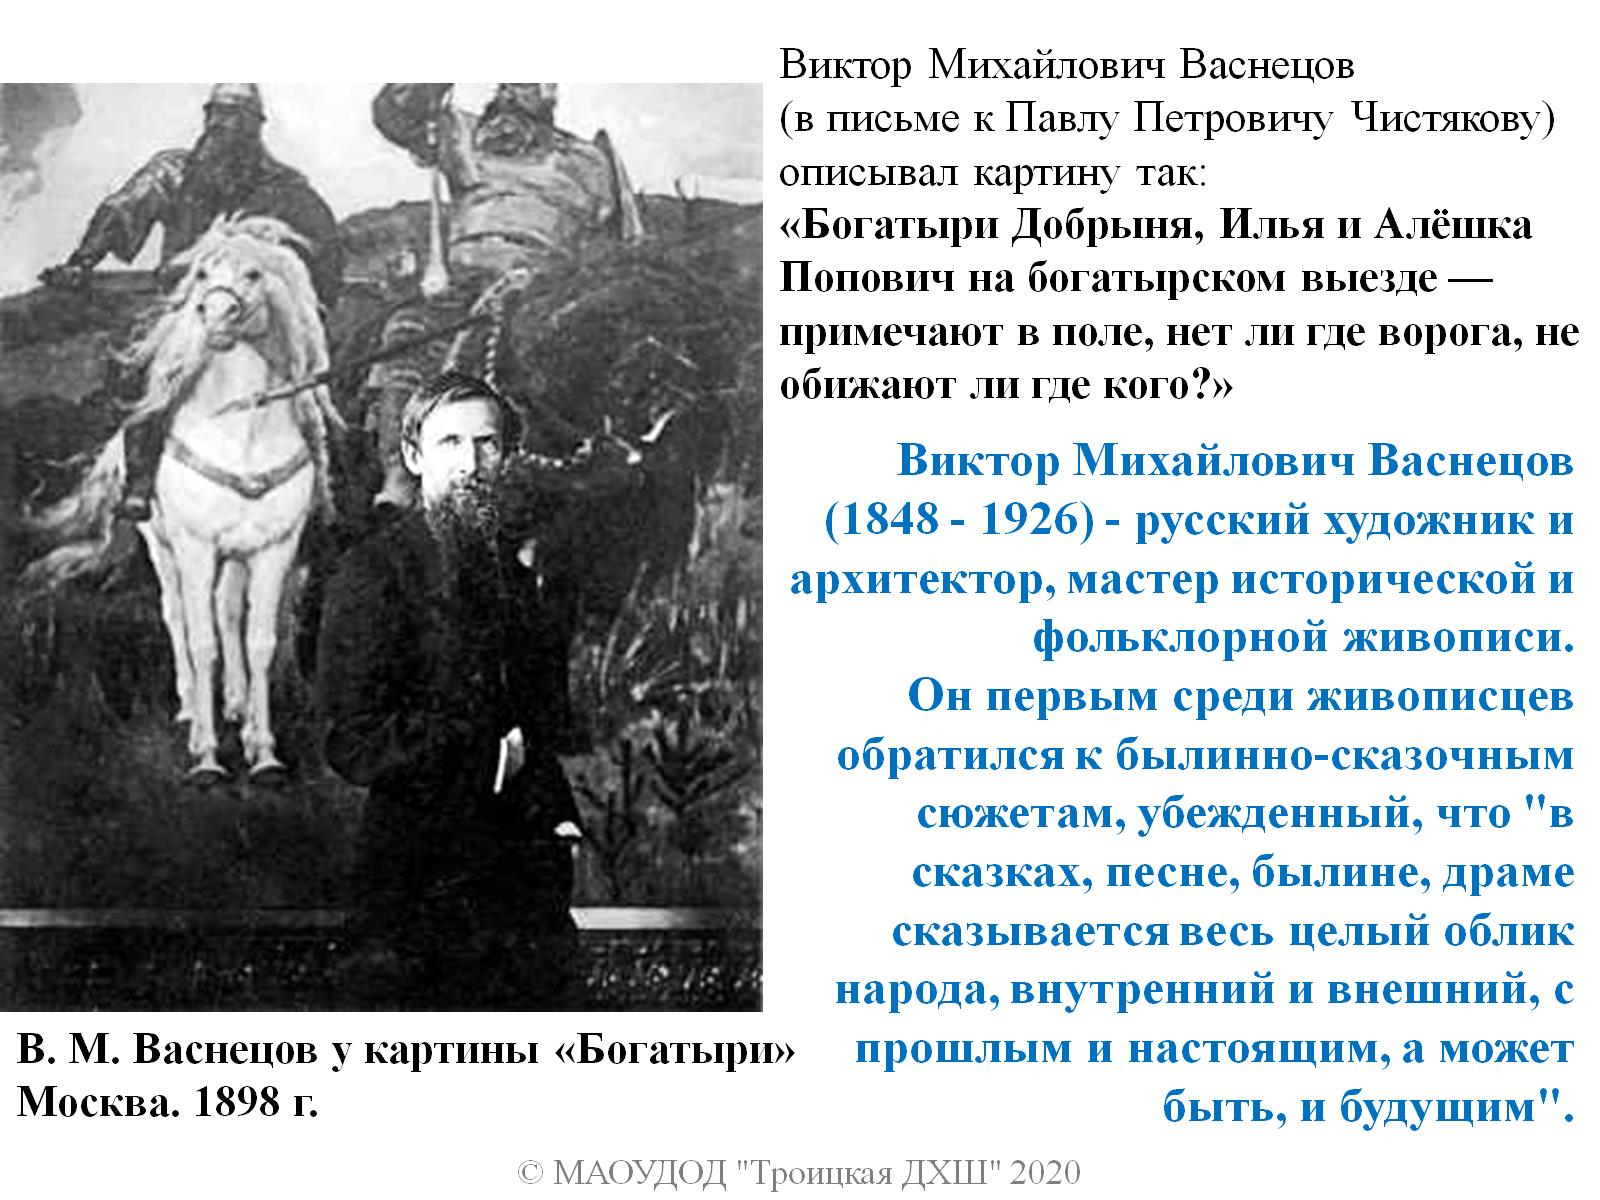 Виктор Михайлович Васнецов
(в письме к Павлу Петровичу Чистякову)
описывал картину так:
«Богатыри Добрыня, Илья и Алёшка
Попович на богатырском выезде —
примечают в поле, нет ли где ворога, не
обижают ли где кого?»
Виктор Михайлович Васнецов
(1848 - 1926) - русский художник и
архитектор, мастер исторической и
фольклорной живописи.
Он первым среди живописцев
обратился к былинно-сказочным
сюжетам, убежденный, что "в
сказках, песне, былине, драме
сказывается весь целый облик
народа, внутренний и внешний, с
прошлым и настоящим, а может
быть, и будущим".
В. М. Васнецов у картины «Богатыри»
Москва. 1898 г.
© МАОУДОД "Троицкая ДХШ" 2020